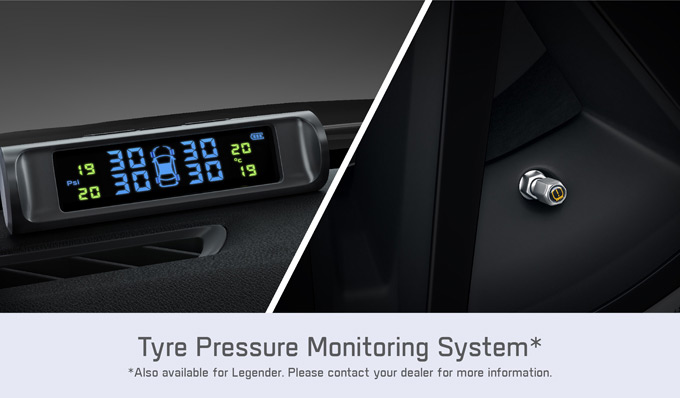 30 30
19 20
Psi °c
30 30
20 19
Tyre Pressure Monitoring System*
*Also available for Legender. Please contact your dealer for more information.